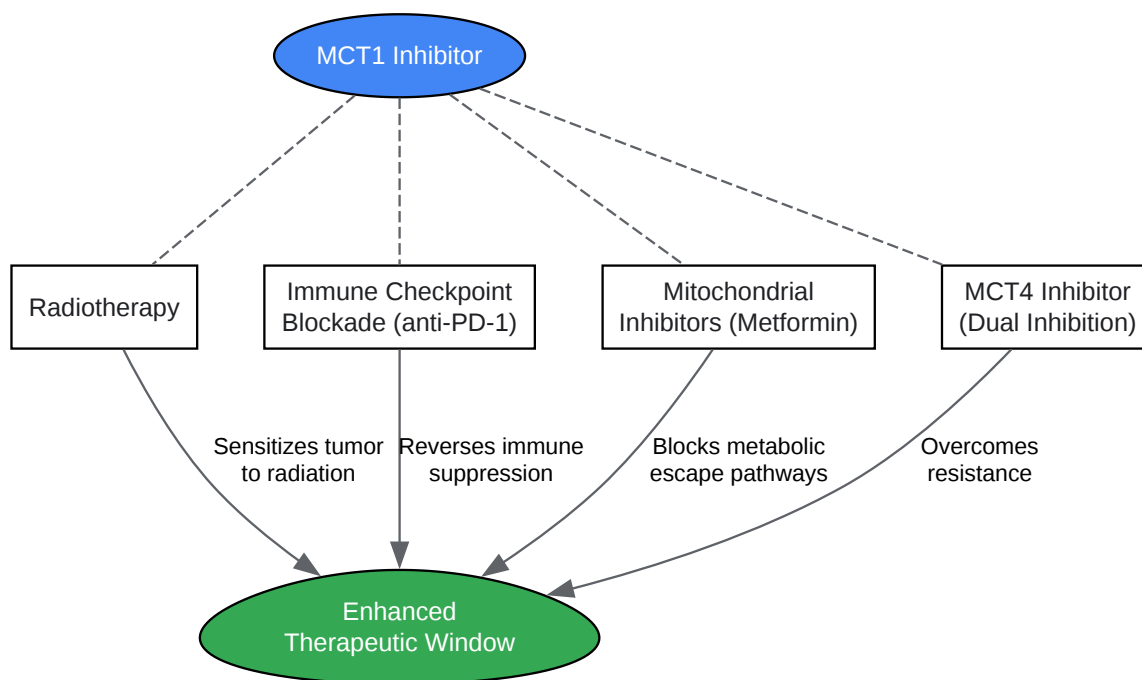 MCT1 Inhibitor
Radiotherapy
Immune Checkpoint
Blockade (anti-PD-1)
Mitochondrial
Inhibitors (Metformin)
MCT4 Inhibitor
(Dual Inhibition)
Sensitizes tumor
to radiation
Reverses immune
suppression
Blocks metabolic
escape pathways
Overcomes
resistance
Enhanced
Therapeutic Window